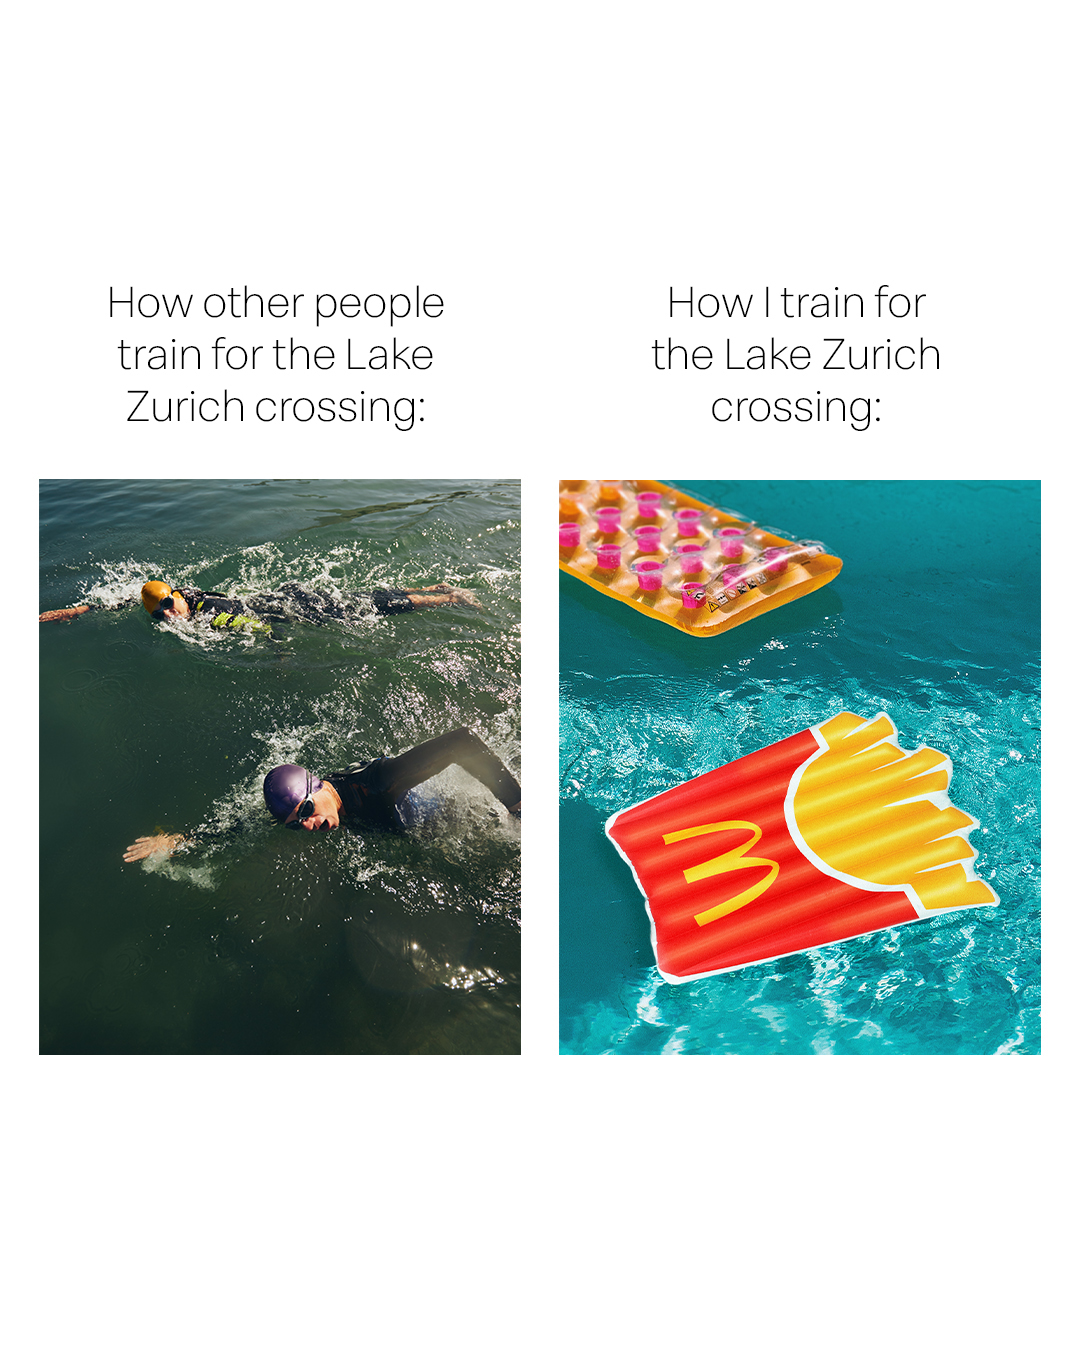 How other people
train for the Lake
Zurich crossing:
How I train for
the Lake Zurich
crossing: